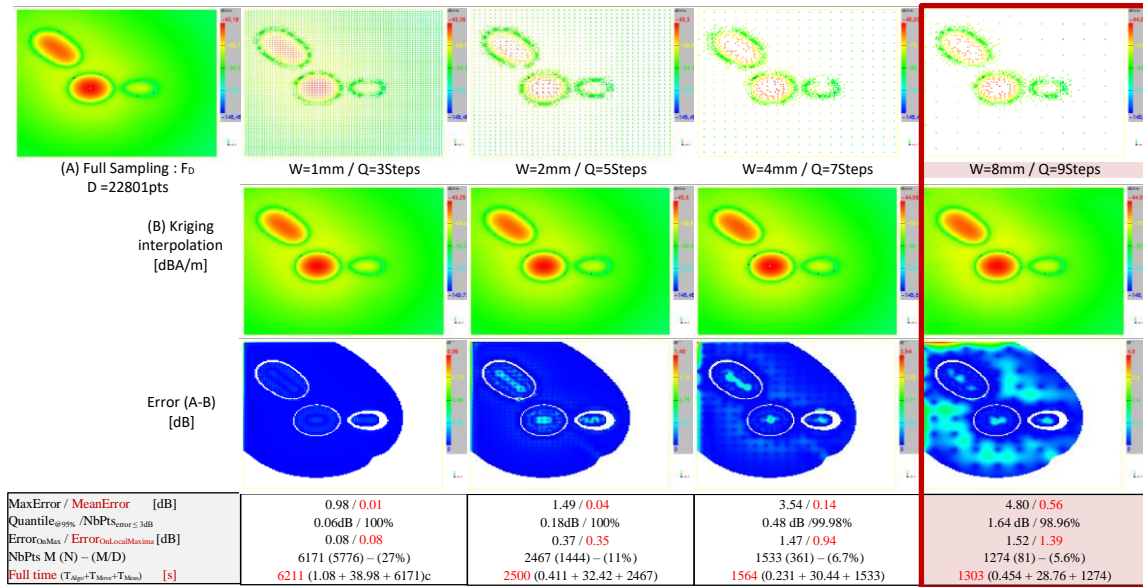 (A) Full Sampling : FD
D =22801pts
W=1mm / Q=3Steps
W=2mm / Q=5Steps
W=4mm / Q=7Steps
W=8mm / Q=9Steps
(B) Kriging
interpolation
[dBA/m]
Error (A-B)
[dB]
MaxError / MeanError [dB]
0.98 / 0.01
1.49 / 0.04
3.54 / 0.14
4.80 / 0.56
Quantile@95% /NbPtserror ≤ 3dB
0.06dB / 100%
0.18dB / 100%
0.48 dB /99.98%
1.64 dB / 98.96%
ErrorOnMax / ErrorOnLocalMaxima [dB]
0.08 / 0.08
0.37 / 0.35
1.47 / 0.94
1.52 / 1.39
NbPts M (N) – (M/D)
6171 (5776) – (27%)
2467 (1444) – (11%)
1533 (361) – (6.7%)
1274 (81) – (5.6%)
Full time (TAlgo+TMove+TMeas) [s]
6211 (1.08 + 38.98 + 6171)c
2500 (0.411 + 32.42 + 2467)
1564 (0.231 + 30.44 + 1533)
1303 (0.454 + 28.76 + 1274)